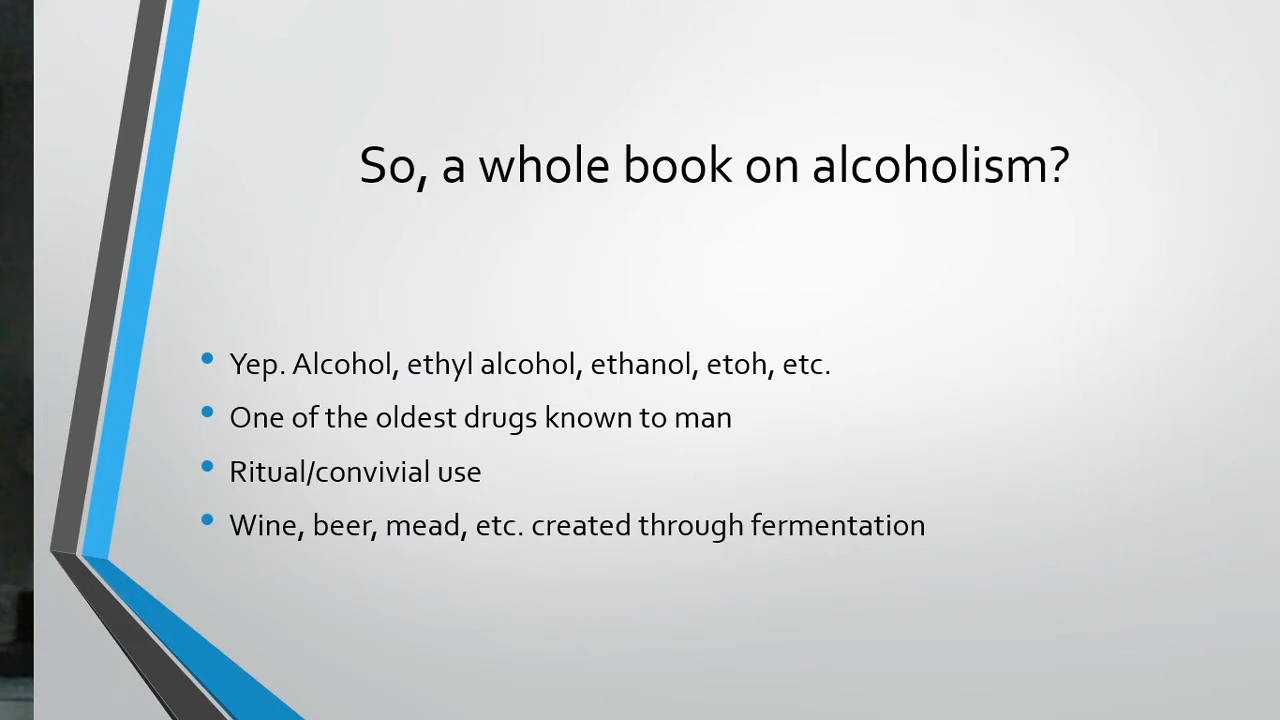 So, a whole book on alcoholism?
Yep. Alcohol, ethyl alcohol, ethanol, etoh, etc.
One of the oldest drugs known to man
Ritual/convivial use
Wine, beer, mead, etc. created through fermentation